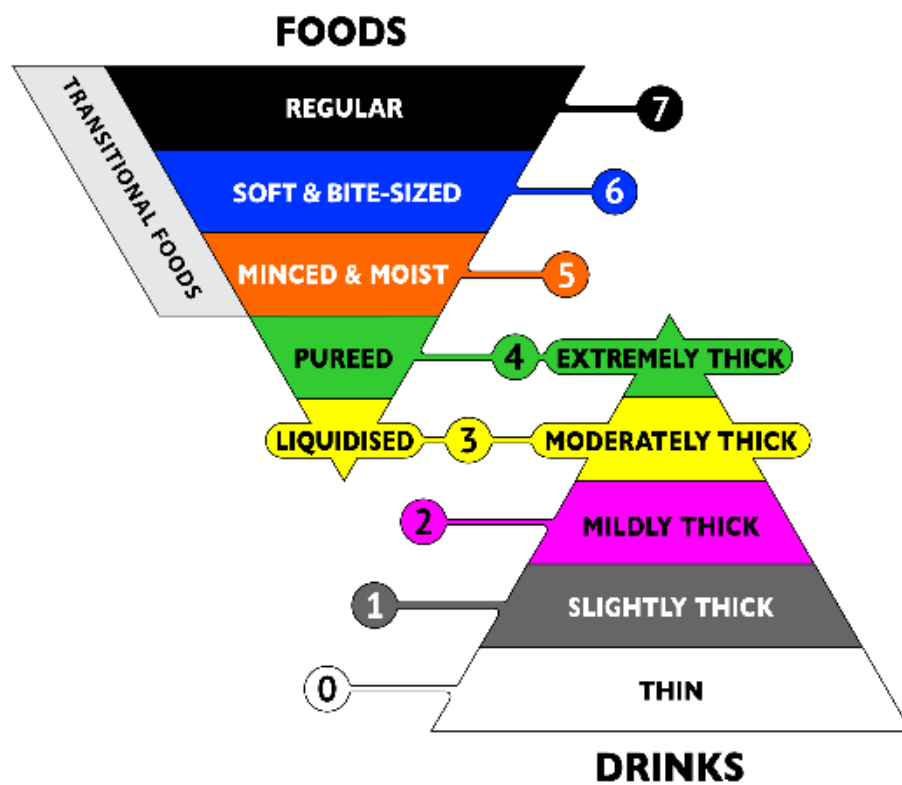 FOODS
TRANSITIONAL FOODS
REGULAR
7
SOFT & BITE-SIZED
6
MINCED & MOIST
5
PUREED
4
EXTREMELY THICK
LIQUIDISED
3
MODERATELY THICK
2
MILDLY THICK
1
SLIGHTLY THICK
0
THIN
DRINKS